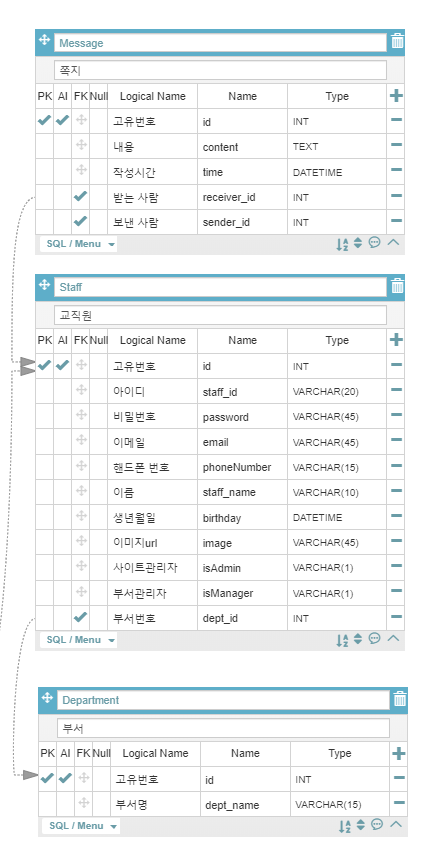 Message
쪽지
PK AI FK Null Logical Name Name Type
고유번호 id INT
내용 content TEXT
작성시간 time DATETIME
받는 사람 receiver_id INT
보낸 사람 sender_id INT
SQL / Menu
Staff
교직원
PK AI FK Null Logical Name Name Type
고유번호 id INT
아이디 staff_id VARCHAR(20)
비밀번호 password VARCHAR(45)
이메일 email VARCHAR(45)
핸드폰 번호 phoneNumber VARCHAR(15)
이름 staff_name VARCHAR(10)
생년월일 birthday DATETIME
이미지url image VARCHAR(45)
사이트관리자 isAdmin VARCHAR(1)
부서관리자 isManager VARCHAR(1)
부서번호 dept_id INT
SQL / Menu
Department
부서
PK AI FK Null Logical Name Name Type
고유번호 id INT
부서명 dept_name VARCHAR(15)
SQL / Menu